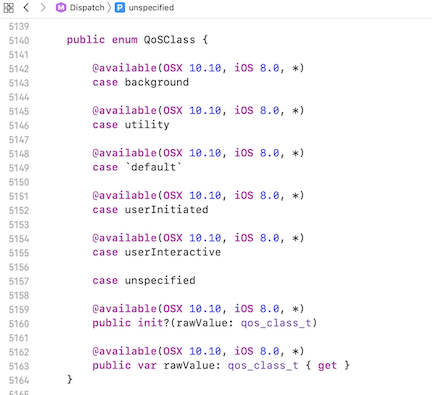 Dispatch > P unspecified
5139
5140 public enum QoSClass {
5141
5142 @available(OSX 10.10, iOS 8.0, *)
5143 case background
5144
5145 @available(OSX 10.10, iOS 8.0, *)
5146 case utility
5147
5148 @available(OSX 10.10, iOS 8.0, *)
5149 case `default`
5150
5151 @available(OSX 10.10, iOS 8.0, *)
5152 case userInitiated
5153
5154 @available(OSX 10.10, iOS 8.0, *)
5155 case userInteractive
5156
5157 case unspecified
5158
5159 @available(OSX 10.10, iOS 8.0, *)
5160 public init?(rawValue: qos_class_t)
5161
5162 @available(OSX 10.10, iOS 8.0, *)
5163 public var rawValue: qos_class_t { get }
5164 }
5165